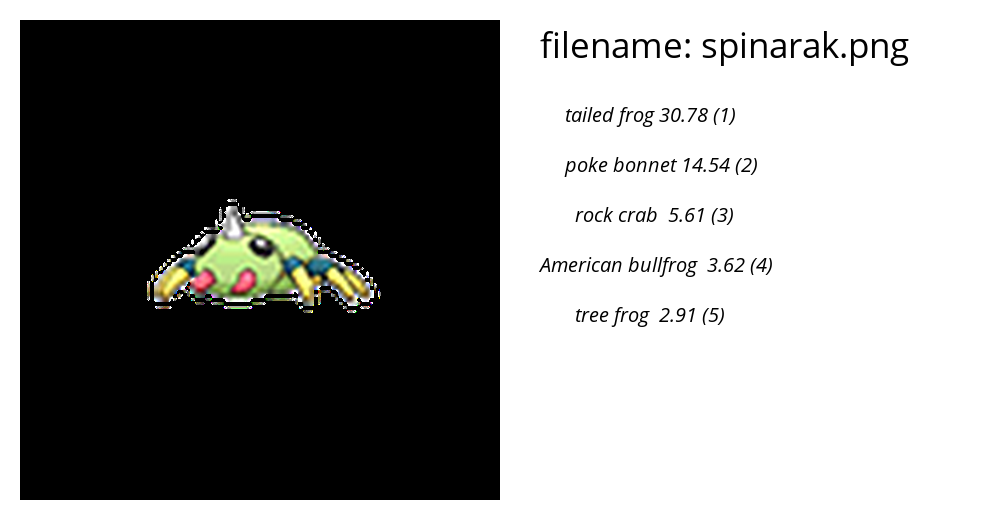 filename: spinarak.png
tailed frog 30.78 (1)
poke bonnet 14.54 (2)
rock crab 5.61 (3)
American bullfrog 3.62 (4)
tree frog 2.91 (5)